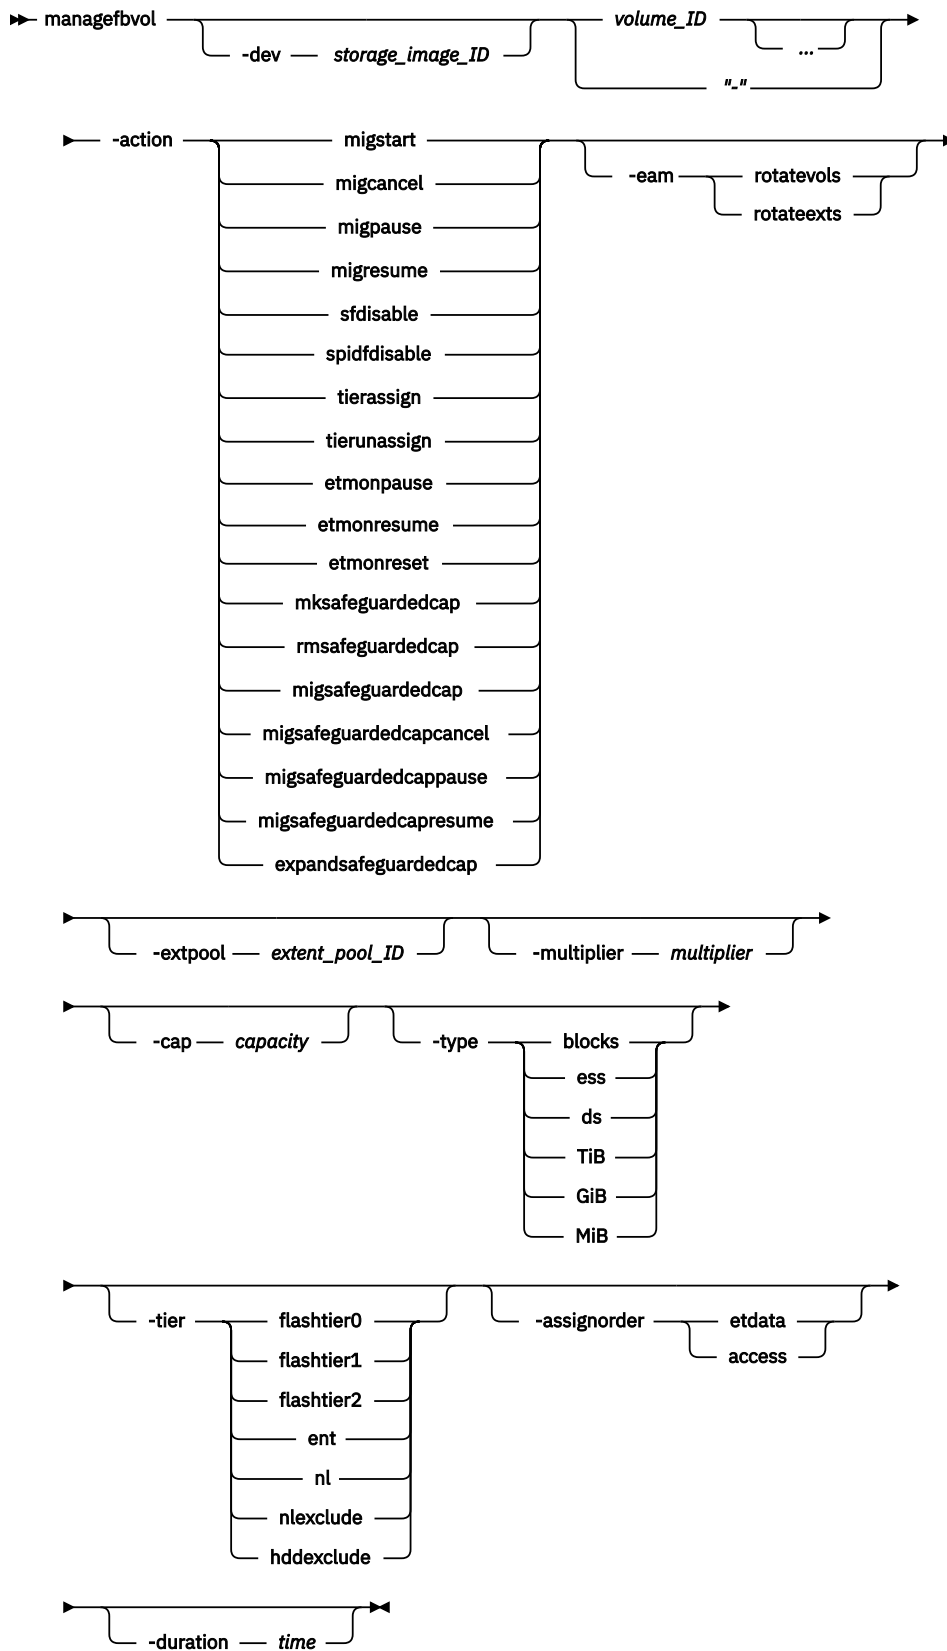 managefbvol volume_ID
-dev storage_image_ID ...
"-"
-action migstart
migcancel -eam rotatevols
migpause rotateexts
migresume
sfdisable
spidfdisable
tierassign
tierunassign
etmonpause
etmonresume
etmonreset
mksafeguardedcap
rmsafeguardedcap
migsafeguardedcap
migsafeguardedcapcancel
migsafeguardedcappause
migsafeguardedcapresume
expandsafeguardedcap
-extpool extent_pool_ID -multiplier multiplier
-cap capacity -type blocks
ess
ds
TiB
GiB
MiB
-tier flashtier0 -assignorder etdata
flashtier1 access
flashtier2
ent
nl
nlexclude
hddexclude
-duration time